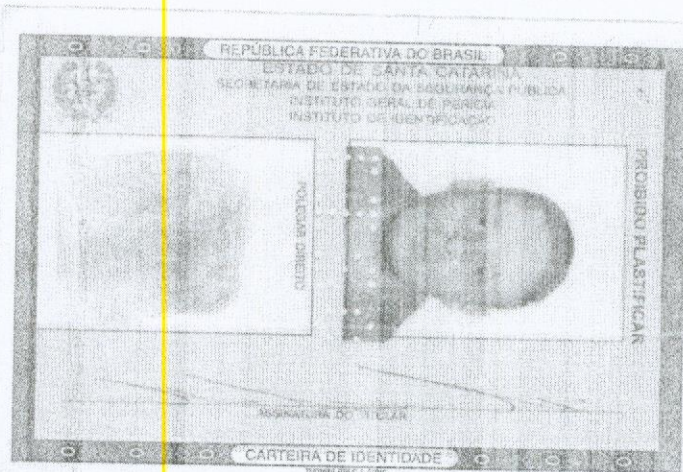 REPÚBLICA FEDERATIVA DO BRASIL
ESTADO DE SANTA CATARINA
SECRETARIA DE ESTADO DA SEGURANÇA PÚBLICA
INSTITUTO GERAL DE PERÍCIA
INSTITUTO DE IDENTIFICAÇÃO
POLEGAR DIREITO
PROIBIDO PLASTIFICAR
ASSINATURA DO TITULAR
CARTEIRA DE IDENTIDADE